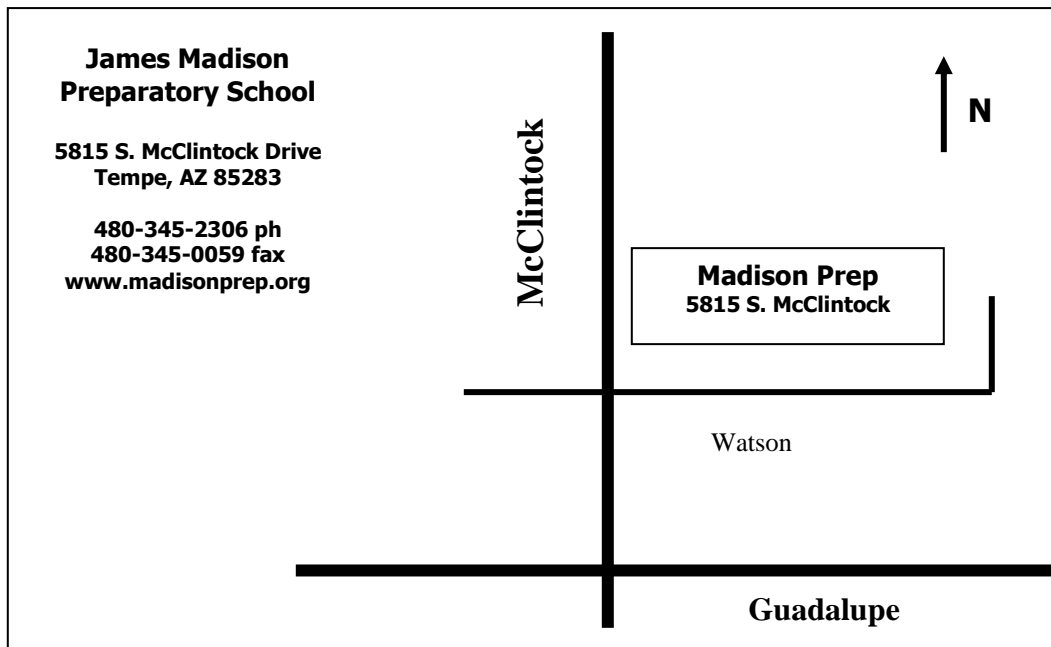 James Madison
Preparatory School
5815 S. McClintock Drive
Tempe, AZ 85283
480-345-2306 ph
480-345-0059 fax
www.madisonprep.org
McClintock
N
Madison Prep
5815 S. McClintock
Watson
Guadalupe